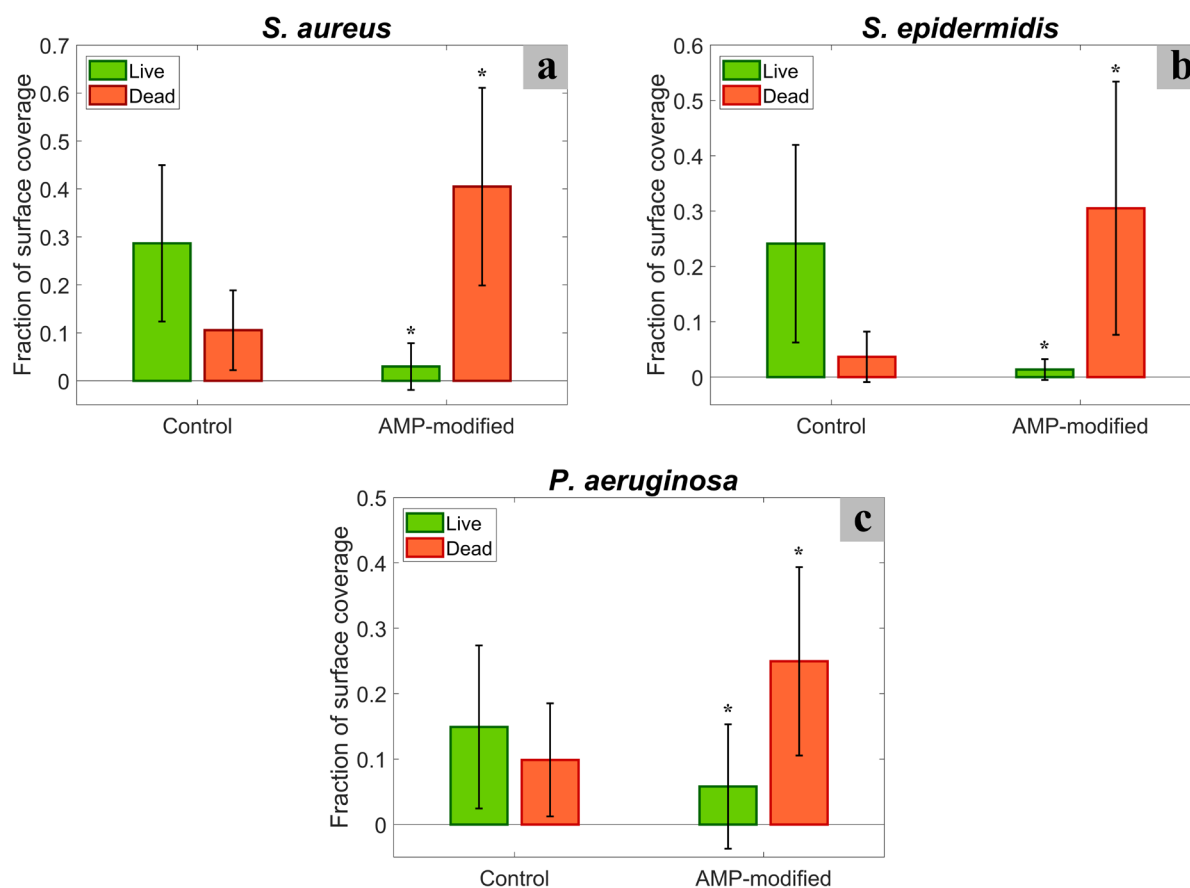 S. aureus
a
Live
Dead
*
*
0.7
0.6
0.5
0.4
0.3
0.2
0.1
0
Fraction of surface coverage
Control
AMP-modified
S. epidermidis
b
Live
Dead
*
*
0.6
0.5
0.4
0.3
0.2
0.1
0
Fraction of surface coverage
Control
AMP-modified
P. aeruginosa
c
Live
Dead
*
*
0.5
0.4
0.3
0.2
0.1
0
Fraction of surface coverage
Control
AMP-modified